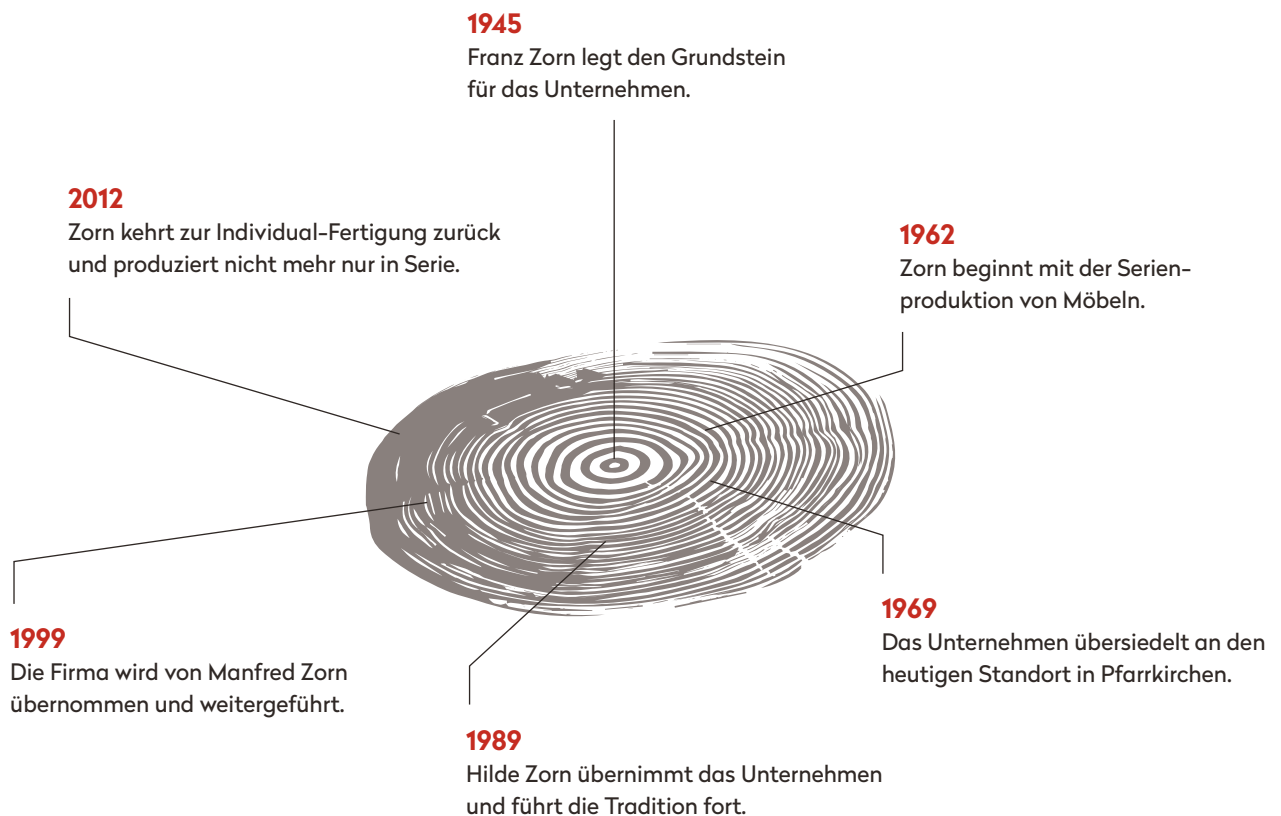 1945
Franz Zorn legt den Grundstein
für das Unternehmen.
2012
Zorn kehrt zur Individual-Fertigung zurück
und produziert nicht mehr nur in Serie.
1962
Zorn beginnt mit der Serien-
produktion von Möbeln.
1969
Das Unternehmen übersiedelt an den
heutigen Standort in Pfarrkirchen.
1999
Die Firma wird von Manfred Zorn
übernommen und weitergeführt.
1989
Hilde Zorn übernimmt das Unternehmen
und führt die Tradition fort.